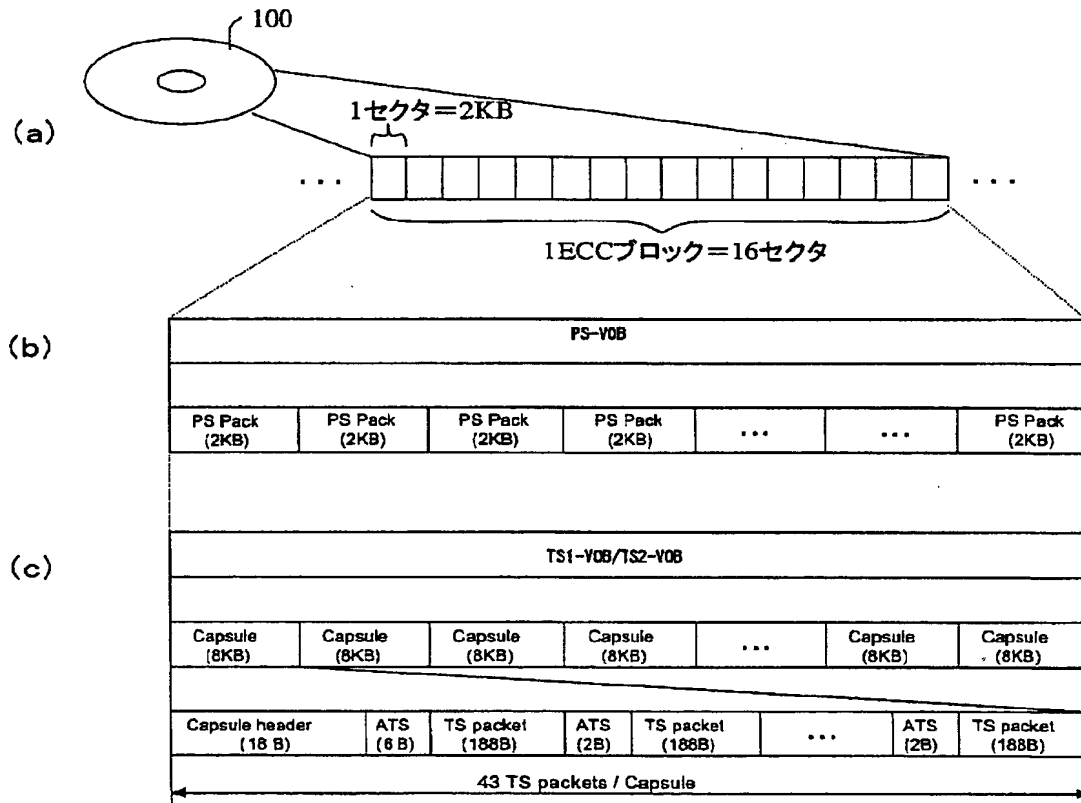 100
(a)
1セクタ＝2KB
...
...
1ECCブロック＝16セクタ
(b)
PS-VOB
PS Pack PS Pack PS Pack PS Pack ... ... PS Pack
(2KB) (2KB) (2KB) (2KB) (2KB)
(c)
TS1-VOB/TS2-VOB
Capsule Capsule Capsule Capsule ... Capsule Capsule
(8KB) (8KB) (8KB) (8KB) (8KB) (8KB)
Capsule header ATS TS packet ATS TS packet ... ATS TS packet
(18 B) (6 B) (188B) (2B) (188B) (2B) (188B)
43 TS packets / Capsule